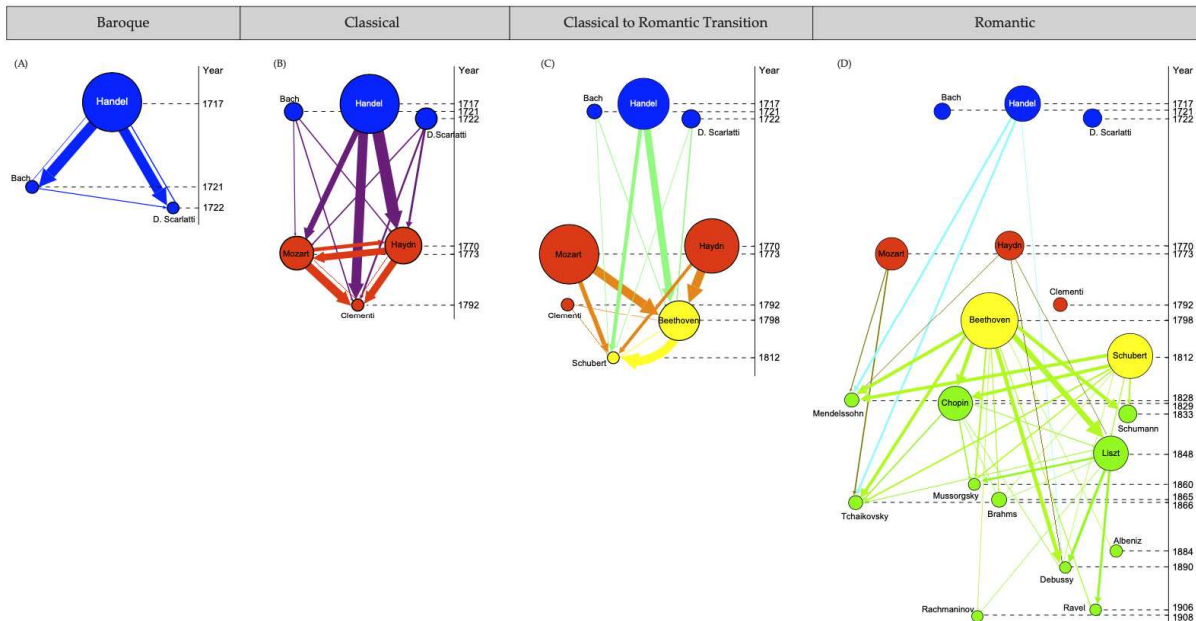 Baroque
Classical
Classical to Romantic Transition
Romantic
(A)
Year
Handel
1717
Bach
1721
D. Scarlatti
1722
(B)
Year
Bach
Handel
1717
1721
D.Scarlatti
1722
Mozart
Haydn
1770
1773
Clementi
1792
(C)
Year
Bach
Handel
1717
1721
D. Scarlatti
1722
Mozart
Haydn
1770
1773
Clementi
1792
Beethoven
1798
Schubert
1812
(D)
Year
Bach
Handel
1717
1721
D. Scarlatti
1722
Mozart
Haydn
1770
1773
Clementi
1792
Beethoven
1798
Schubert
1812
Mendelssohn
1828
Chopin
1829
Schumann
1833
Liszt
1848
Mussorgsky
1860
Brahms
1865
Tchaikovsky
1866
Albeniz
1884
Debussy
1890
Ravel
1906
Rachmaninov
1908